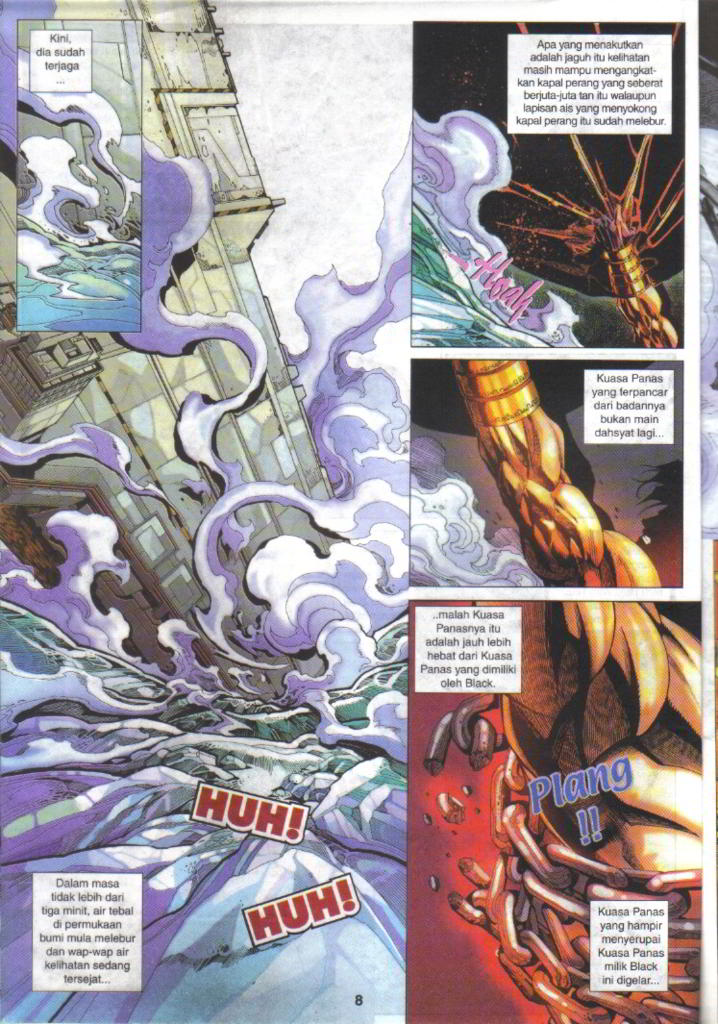 Kini,
dia sudah
terjaga
...
HUH!
HUH!
Dalam masa
tidak lebih dari
tiga minit, air tebal
di permukaan
bumi mula melebur
dan wap-wap air
kelihatan sedang
tersejat...
Apa yang menakutkan
adalah jaguh itu kelihatan
masih mampu mengangkat-
kan kapal perang yang seberat
berjuta-juta tan itu walaupun
lapisan ais yang menyokong
kapal perang itu sudah melebur.
Hoah
Kuasa Panas
yang terpancar
dari badannya
bukan main
dahsyat lagi...
..malah Kuasa
Panasnya itu
adalah jauh lebih
hebat dari Kuasa
Panas yang dimiliki
oleh Black.
Plang
!!
Kuasa Panas
yang hampir
menyerupai
Kuasa Panas
milik Black
ini digelar...
8